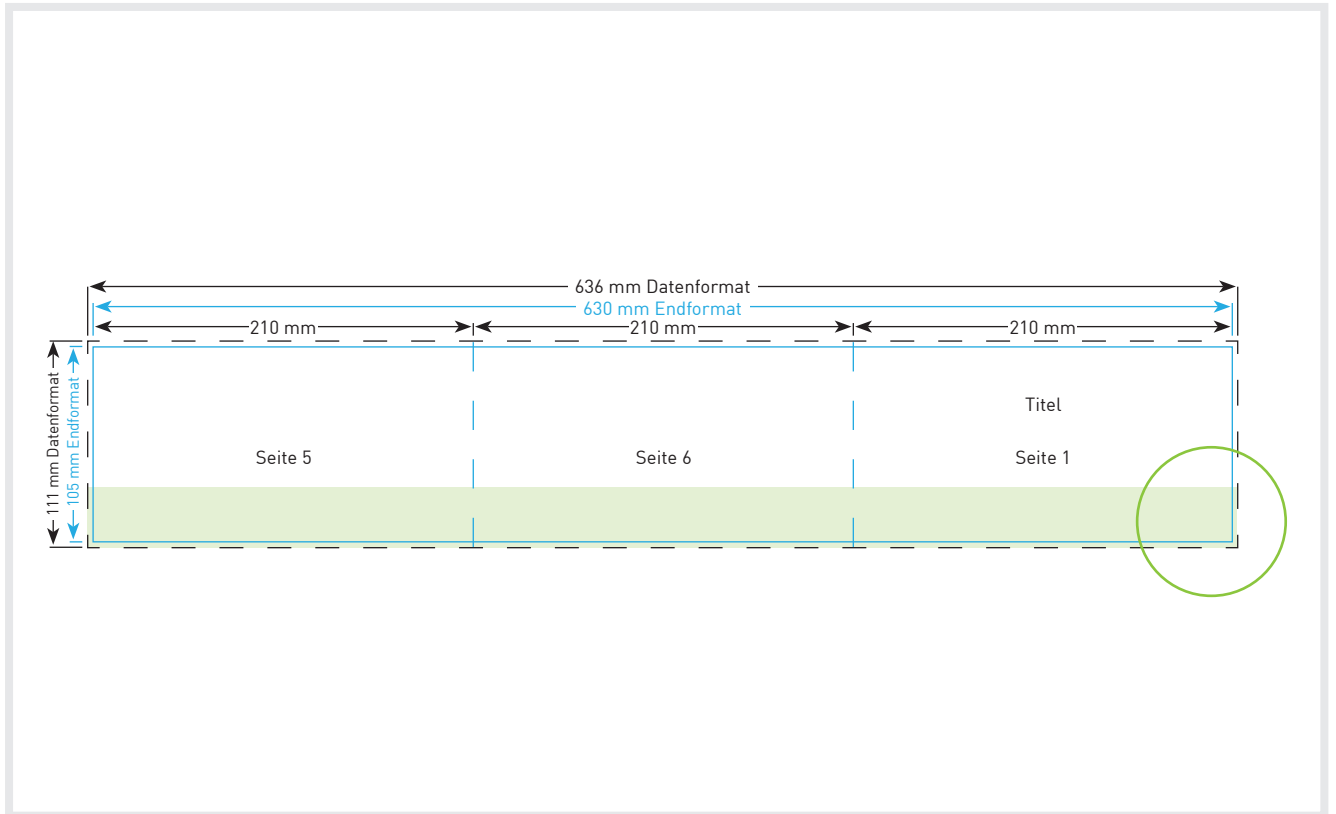 636 mm Datenformat
630 mm Endformat
210 mm
210 mm
210 mm
111 mm Datenformat
105 mm Endformat
Titel
Seite 5
Seite 6
Seite 1